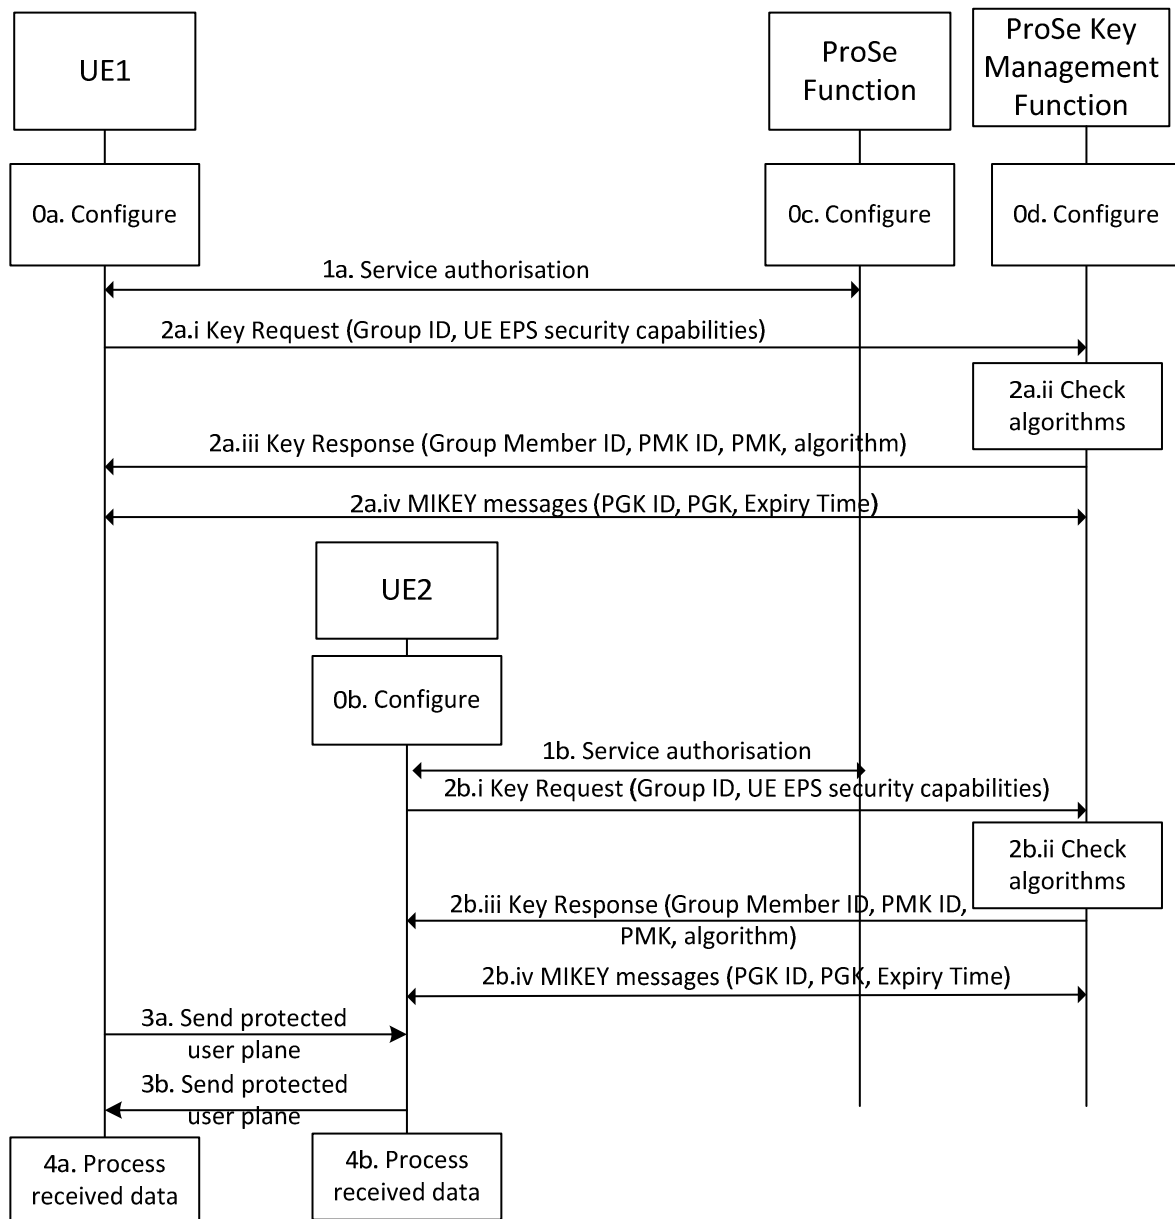 UE1
ProSe
Function
ProSe Key
Management
Function
0a. Configure
0c. Configure
0d. Configure
1a. Service authorisation
2a.i Key Request (Group ID, UE EPS security capabilities)
2a.ii Check
algorithms
2a.iii Key Response (Group Member ID, PMK ID, PMK, algorithm)
2a.iv MIKEY messages (PGK ID, PGK, Expiry Time)
UE2
0b. Configure
1b. Service authorisation
2b.i Key Request (Group ID, UE EPS security capabilities)
2b.ii Check
algorithms
2b.iii Key Response (Group Member ID, PMK ID,
PMK, algorithm)
2b.iv MIKEY messages (PGK ID, PGK, Expiry Time)
3a. Send protected
user plane
3b. Send protected
user plane
4a. Process
received data
4b. Process
received data